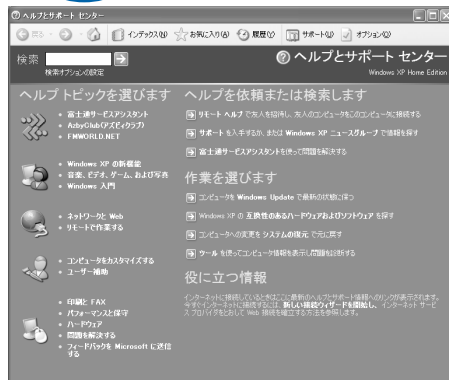 ヘルプとサポート センター
戻る
インデックス(N)
お気に入り(A)
履歴(Y)
サポート(U)
オプション(O)
検索
検索オプションの設定
ヘルプとサポート センター
Windows XP Home Edition
ヘルプ トピックを選びます
富士通サービスアシスタント
AzbyClub(アズビィクラブ)
FMWORLD.NET
Windows XP の新機能
音楽、ビデオ、ゲーム、および写真
Windows 入門
ネットワークと Web
リモートで作業する
コンピュータをカスタマイズする
ユーザー補助
印刷と FAX
パフォーマンスと保守
ハードウェア
問題を解決する
フィードバックを Microsoft に送信
する
ヘルプを依頼または検索します
リモート ヘルプ で友人を招待し、友人のコンピュータをこのコンピュータに接続する
サポート を入手するか、または Windows XP ニュースグループ で情報を探す
富士通サービスアシスタントを使って問題を解決する
作業を選びます
コンピュータを Windows Update で最新の状態に保つ
Windows XP の 互換性のあるハードウェアおよびソフトウェア を探す
コンピュータへの変更を システムの復元 で元に戻す
ツール を使ってコンピュータ情報を表示し問題を診断する
役に立つ情報
インターネットに接続しているときはここに最新のヘルプとサポート情報へのリンクが表示されます。
今すぐインターネットに接続するには、新しい接続ウィザードを開始し、インターネット サービ
ス プロバイダをとおして Web 接続を確立する方法を参照します。